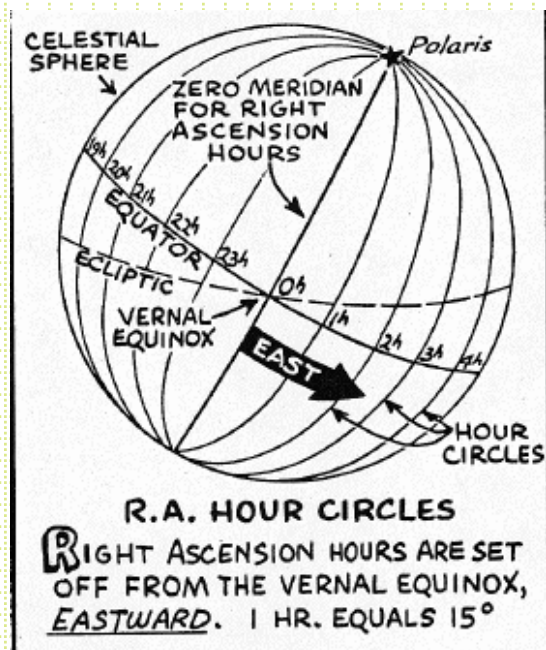 CELESTIAL
SPHERE
Polaris
ZERO MERIDIAN
FOR RIGHT
ASCENSION
HOURS
19h
20h
21h
22h
23h
0h
1h
2h
3h
4h
EQUATOR
ECLIPTIC
VERNAL
EQUINOX
EAST
HOUR
CIRCLES
R.A. HOUR CIRCLES
RIGHT ASCENSION HOURS ARE SET
OFF FROM THE VERNAL EQUINOX,
EASTWARD. 1 HR. EQUALS 15°